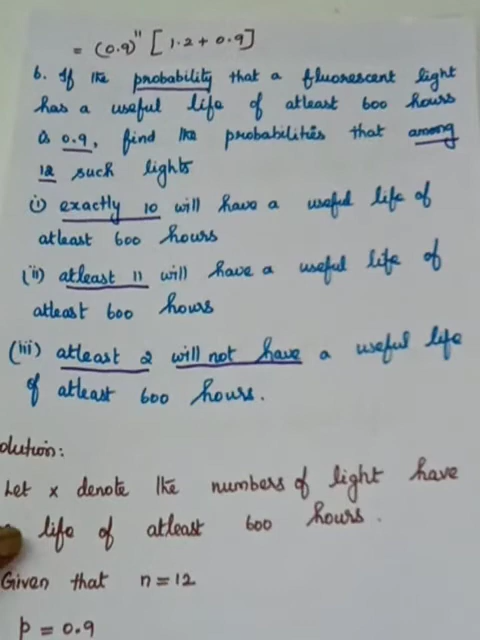 = (0.9)¹¹ [1.2 + 0.9]
6. If the probability that a fluorescent light
has a useful life of atleast 600 hours
is 0.9, find the probabilities that among
12 such lights
(i) exactly 10 will have a useful life of
atleast 600 hours
(ii) atleast 11 will have a useful life of
atleast 600 hours
(iii) atleast 2 will not have a useful life
of atleast 600 hours.
olution:
Let x denote the numbers of light have
life of atleast 600 hours.
Given that n = 12
p = 0.9